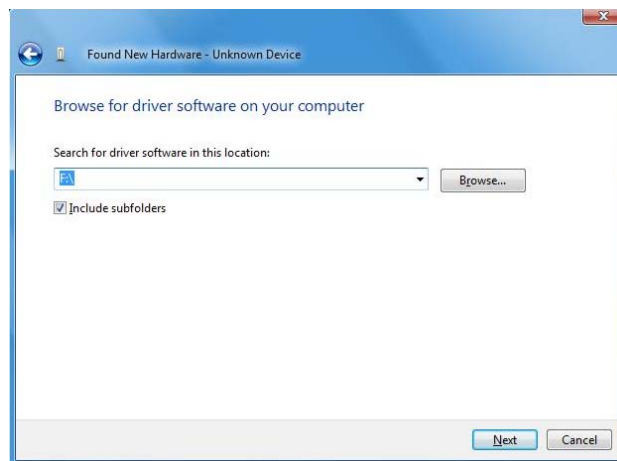 Found New Hardware - Unknown Device
Browse for driver software on your computer
Search for driver software in this location:
F:\
Browse...
Include subfolders
Next
Cancel